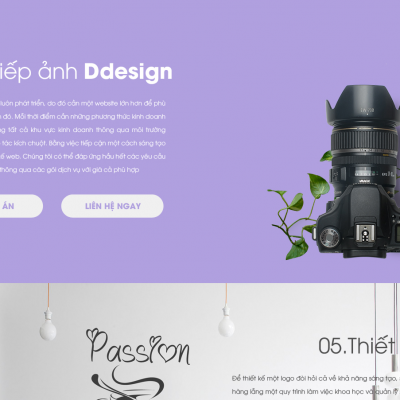 iếp ảnh Ddesign
luôn phát triển, do đó cần một website lớn hơn để phù
đó. Mỗi thời điểm cần những phương thức kinh doanh
ng tất cả khu vực kinh doanh thông qua môi trường
tác kích chuột. Bằng việc tiếp cận một cách sáng tạo
ế web. Chúng tôi có thể đáp ứng hầu hết các yêu cầu
thông qua các gói dịch vụ với giá cả phù hợp
ÁN
LIÊN HỆ NGAY
Passion
05.Thiết
Để thiết kế một logo đòi hỏi cả về khả năng sáng tạo,
hàng lẫng một quy trình làm việc khoa học và quản